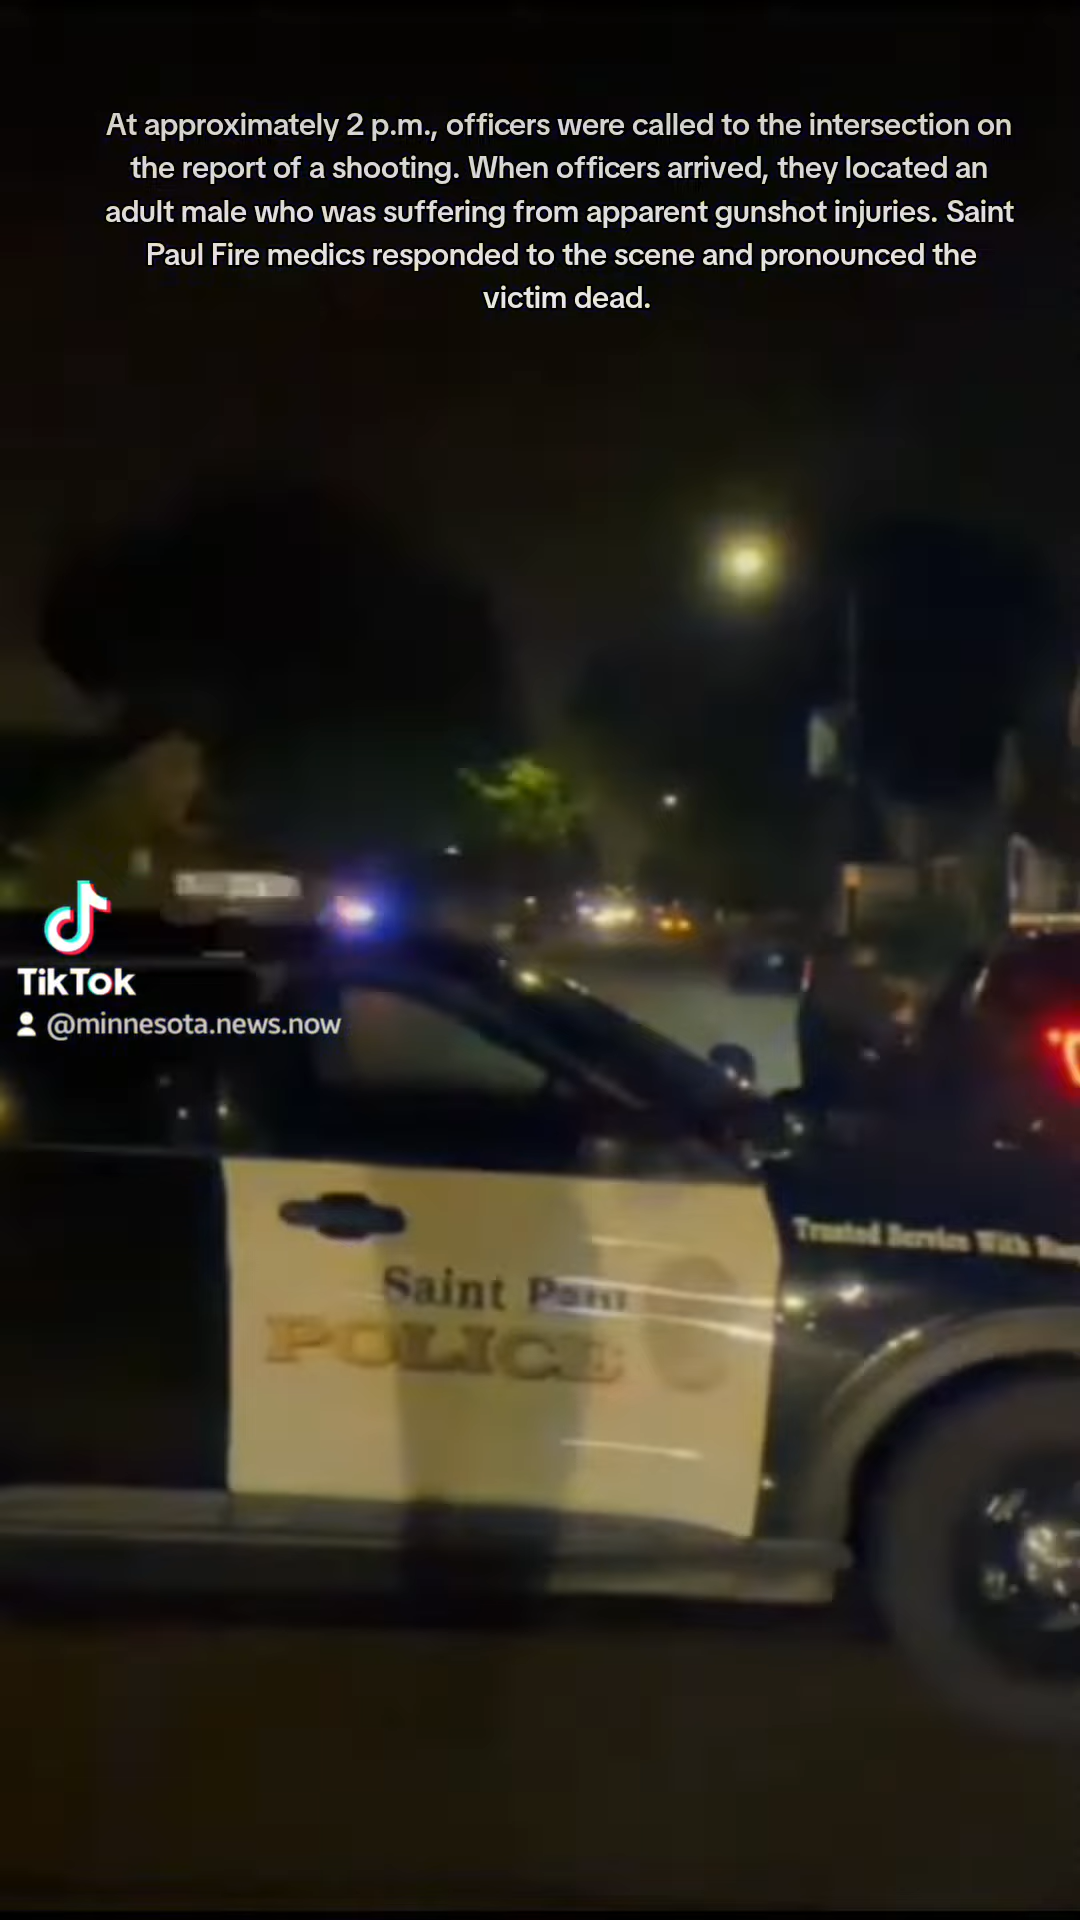 At approximately 2 p.m., officers were called to the intersection on
the report of a shooting. When officers arrived, they located an
adult male who was suffering from apparent gunshot injuries. Saint
Paul Fire medics responded to the scene and pronounced the
victim dead.
TikTok
@minnesota.news.now
Saint Paul
POLICE
Trusted Service With